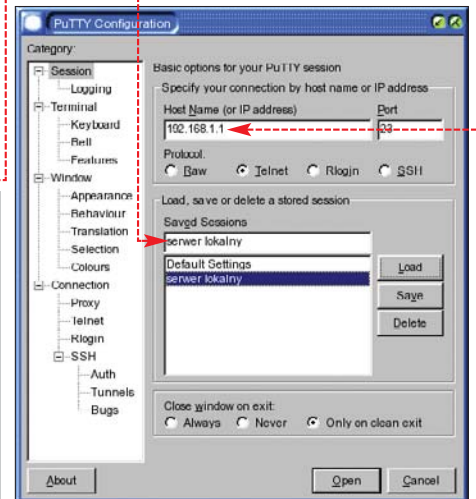 PuTTY Configuration
Category:
Session
Logging
Terminal
Keyboard
Bell
Features
Window
Appearance
Behaviour
Translation
Selection
Colours
Connection
Proxy
Telnet
Rlogin
SSH
Auth
Tunnels
Bugs
Basic options for your PuTTY session
Specify your connection by host name or IP address
Host Name (or IP address) Port
192.168.1.1 23
Protocol:
Raw Telnet Rlogin SSH
Load, save or delete a stored session
Saved Sessions
serwer lokalny
Default Settings
serwer lokalny
Load
Save
Delete
Close window on exit:
Always Never Only on clean exit
About Open Cancel